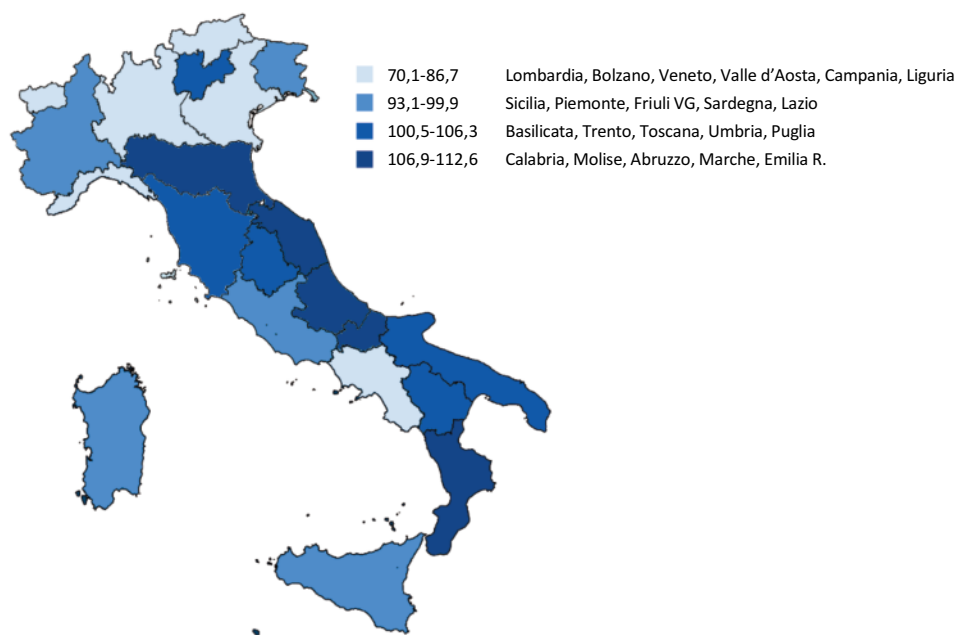 70,1-86,7 Lombardia, Bolzano, Veneto, Valle d’Aosta, Campania, Liguria
93,1-99,9 Sicilia, Piemonte, Friuli VG, Sardegna, Lazio
100,5-106,3 Basilicata, Trento, Toscana, Umbria, Puglia
106,9-112,6 Calabria, Molise, Abruzzo, Marche, Emilia R.